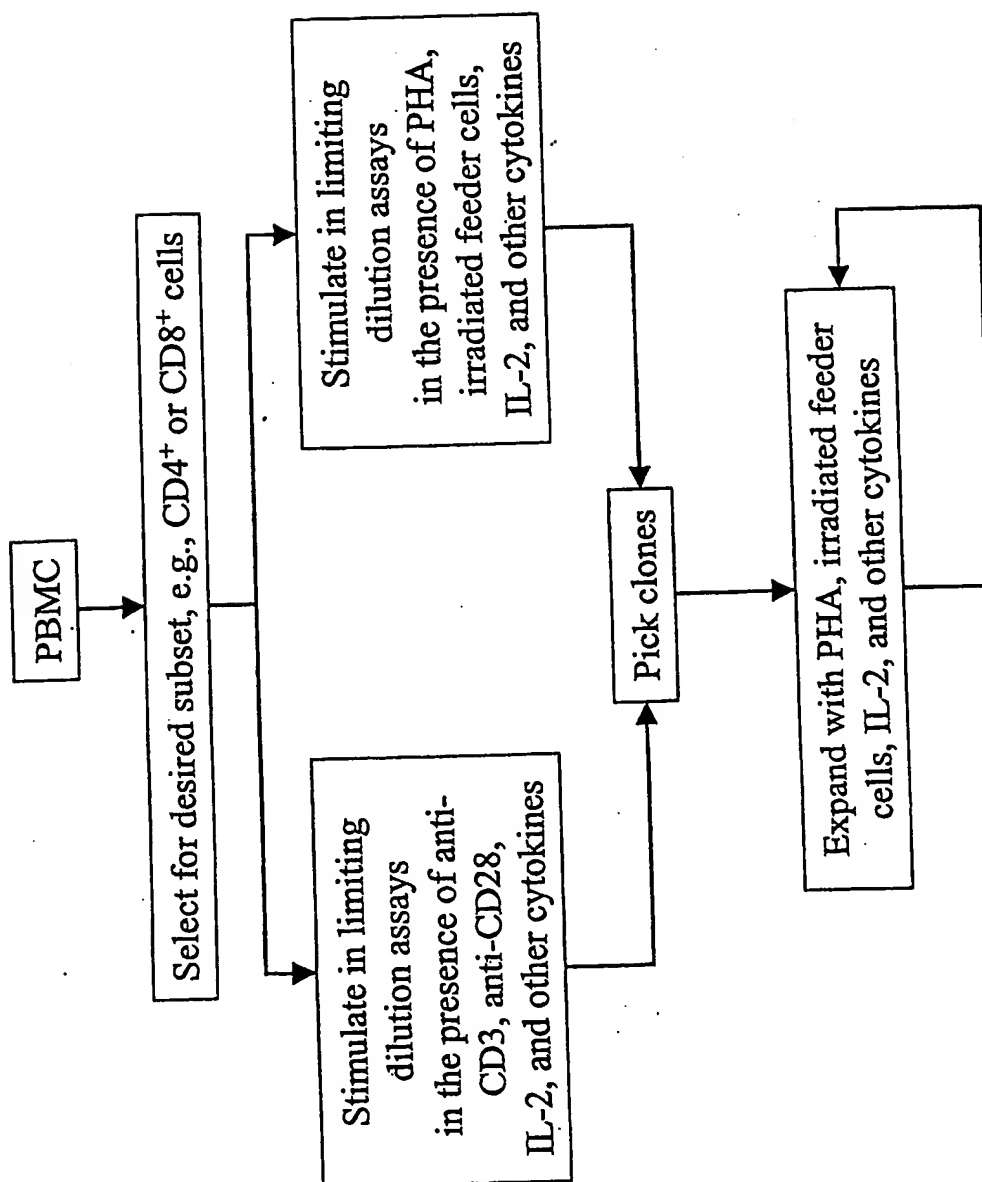 PBMC
Select for desired subset, e.g., CD4⁺ or CD8⁺ cells
Stimulate in limiting
dilution assays
in the presence of anti-
CD3, anti-CD28,
IL-2, and other cytokines
Stimulate in limiting
dilution assays
in the presence of PHA,
irradiated feeder cells,
IL-2, and other cytokines
Pick clones
Expand with PHA, irradiated feeder
cells, IL-2, and other cytokines